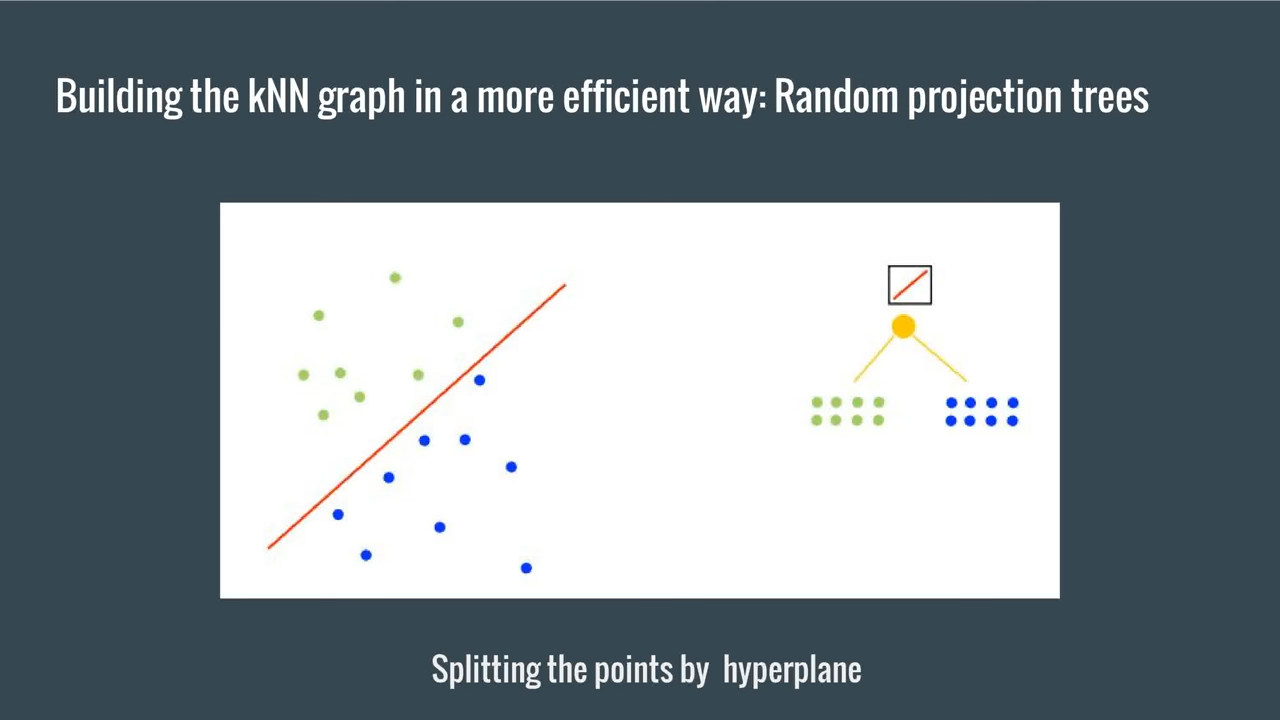 Building the kNN graph in a more efficient way: Random projection trees
Splitting the points by hyperplane